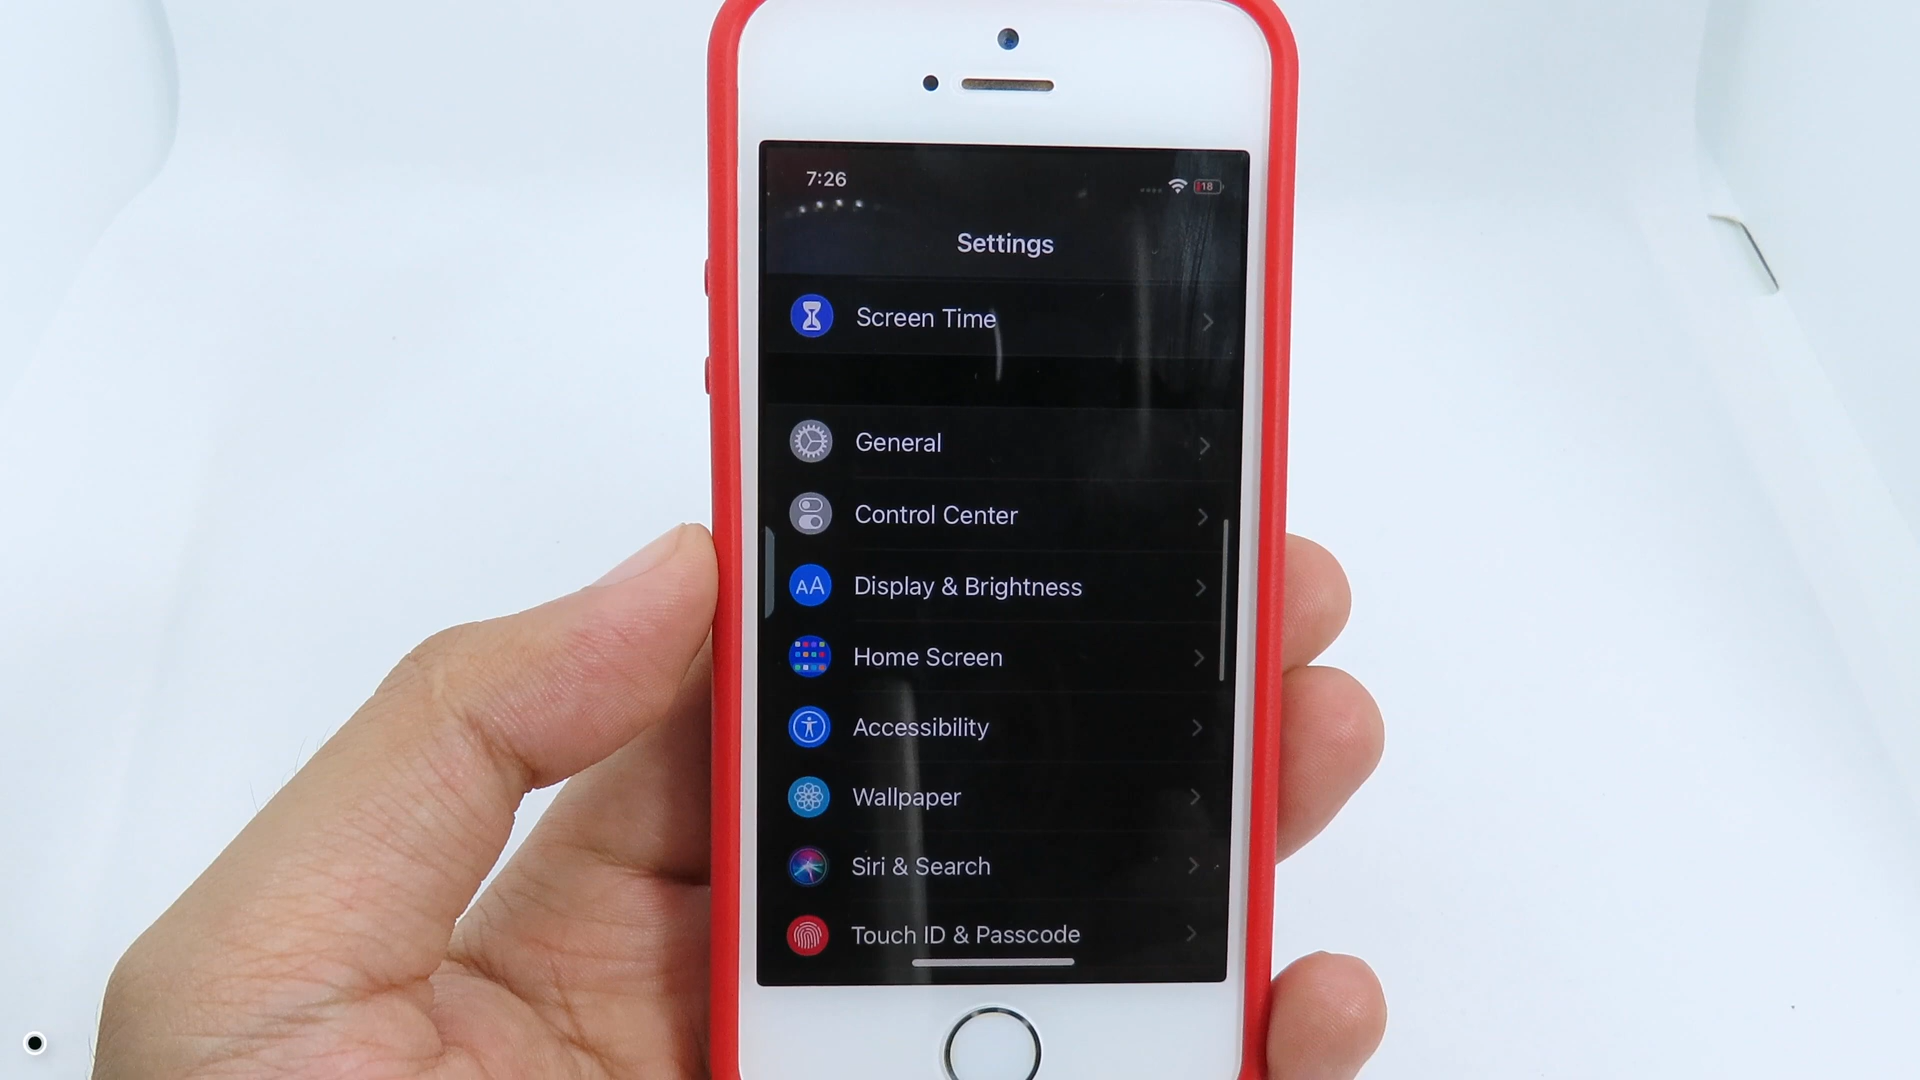 7:26
18
Settings
Screen Time
General
Control Center
AA Display & Brightness
Home Screen
Accessibility
Wallpaper
Siri & Search
Touch ID & Passcode